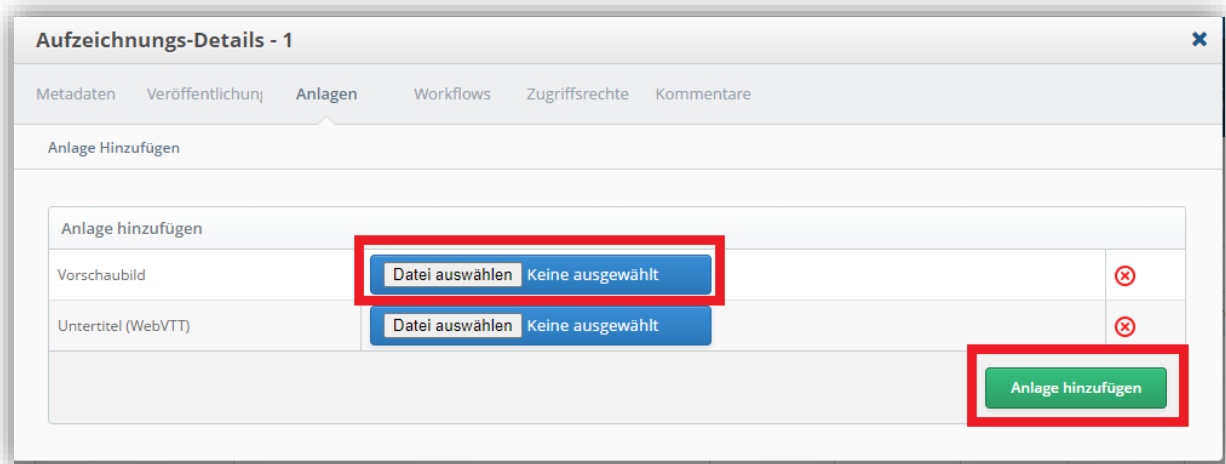 Aufzeichnungs-Details - 1
Metadaten Veröffentlichung Anlagen Workflows Zugriffsrechte Kommentare
Anlage Hinzufügen
Anlage hinzufügen
Vorschaubild Datei auswählen Keine ausgewählt
Untertitel (WebVTT) Datei auswählen Keine ausgewählt
Anlage hinzufügen